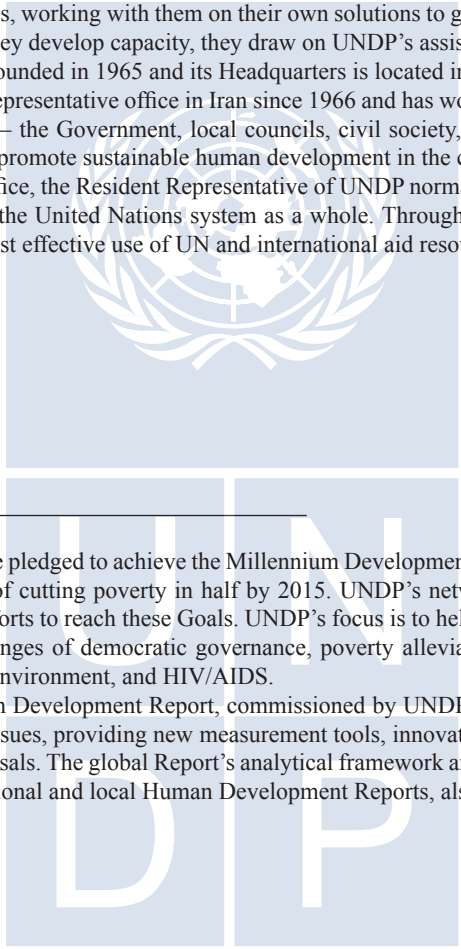 s, working with them on their own solutions to g
ey develop capacity, they draw on UNDP's assis
ounded in 1965 and its Headquarters is located in
epresentative office in Iran since 1966 and has wo
– the Government, local councils, civil society,
promote sustainable human development in the c
fice, the Resident Representative of UNDP norma
the United Nations system as a whole. Through
st effective use of UN and international aid resou
e pledged to achieve the Millennium Developmen
of cutting poverty in half by 2015. UNDP's netw
orts to reach these Goals. UNDP's focus is to hel
nges of democratic governance, poverty allevia
nvironment, and HIV/AIDS.
n Development Report, commissioned by UNDP
ssues, providing new measurement tools, innovat
sals. The global Report's analytical framework a
ional and local Human Development Reports, als
U N
D P